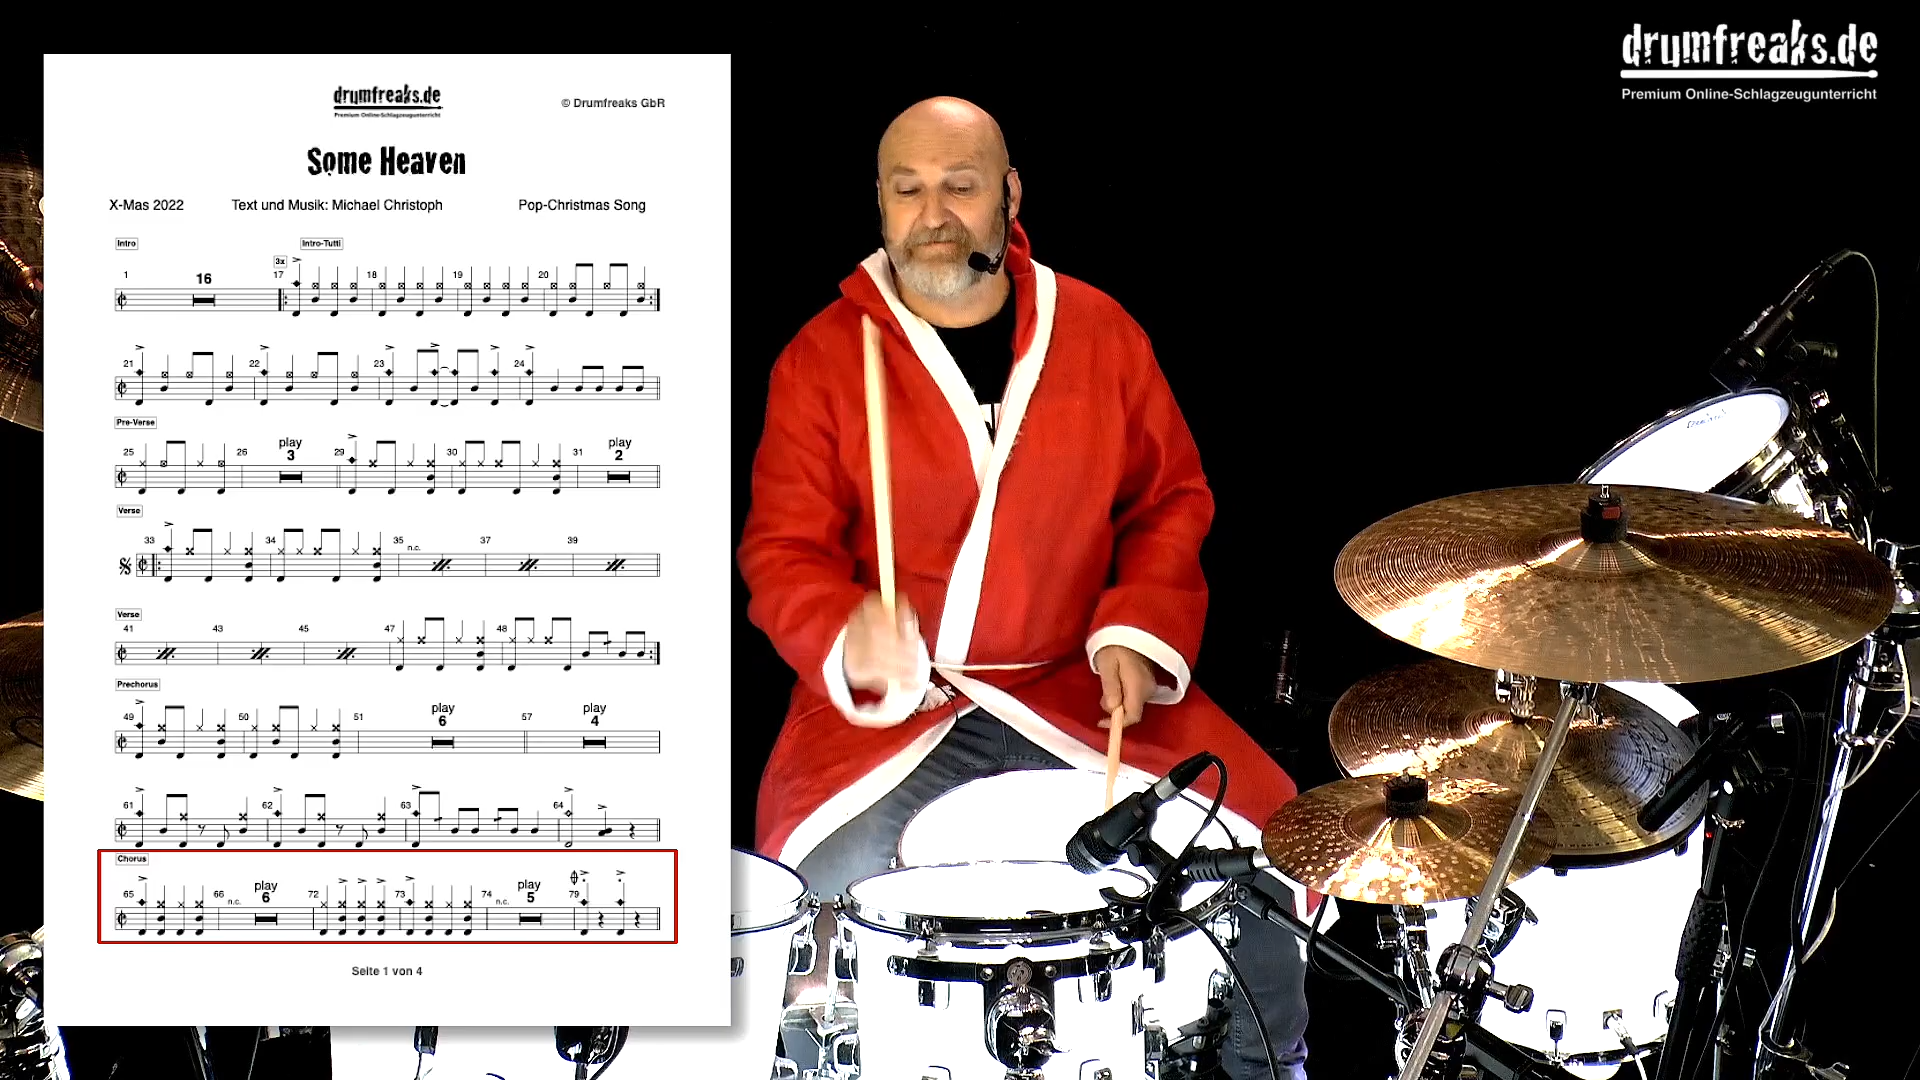 drumfreaks.de
Premium Online-Schlagzeugunterricht
drumfreaks.de
Premium Online-Schlagzeugunterricht
© Drumfreaks GbR
Some Heaven
X-Mas 2022 Text und Musik: Michael Christoph Pop-Christmas Song
Intro Intro-Tutti
1 16 3x 17 18 19 20
21 22 23 24
Pre-Verse
25 26 play 3 29 30 31 play 2
Verse
33 34 35 n.c. 37 39
Verse
41 43 45 47 48
Prechorus
49 50 51 play 6 57 play 4
61 62 63 64
Chorus
65 66 n.c. play 6 72 73 74 n.c. play 5 79
Seite 1 von 4